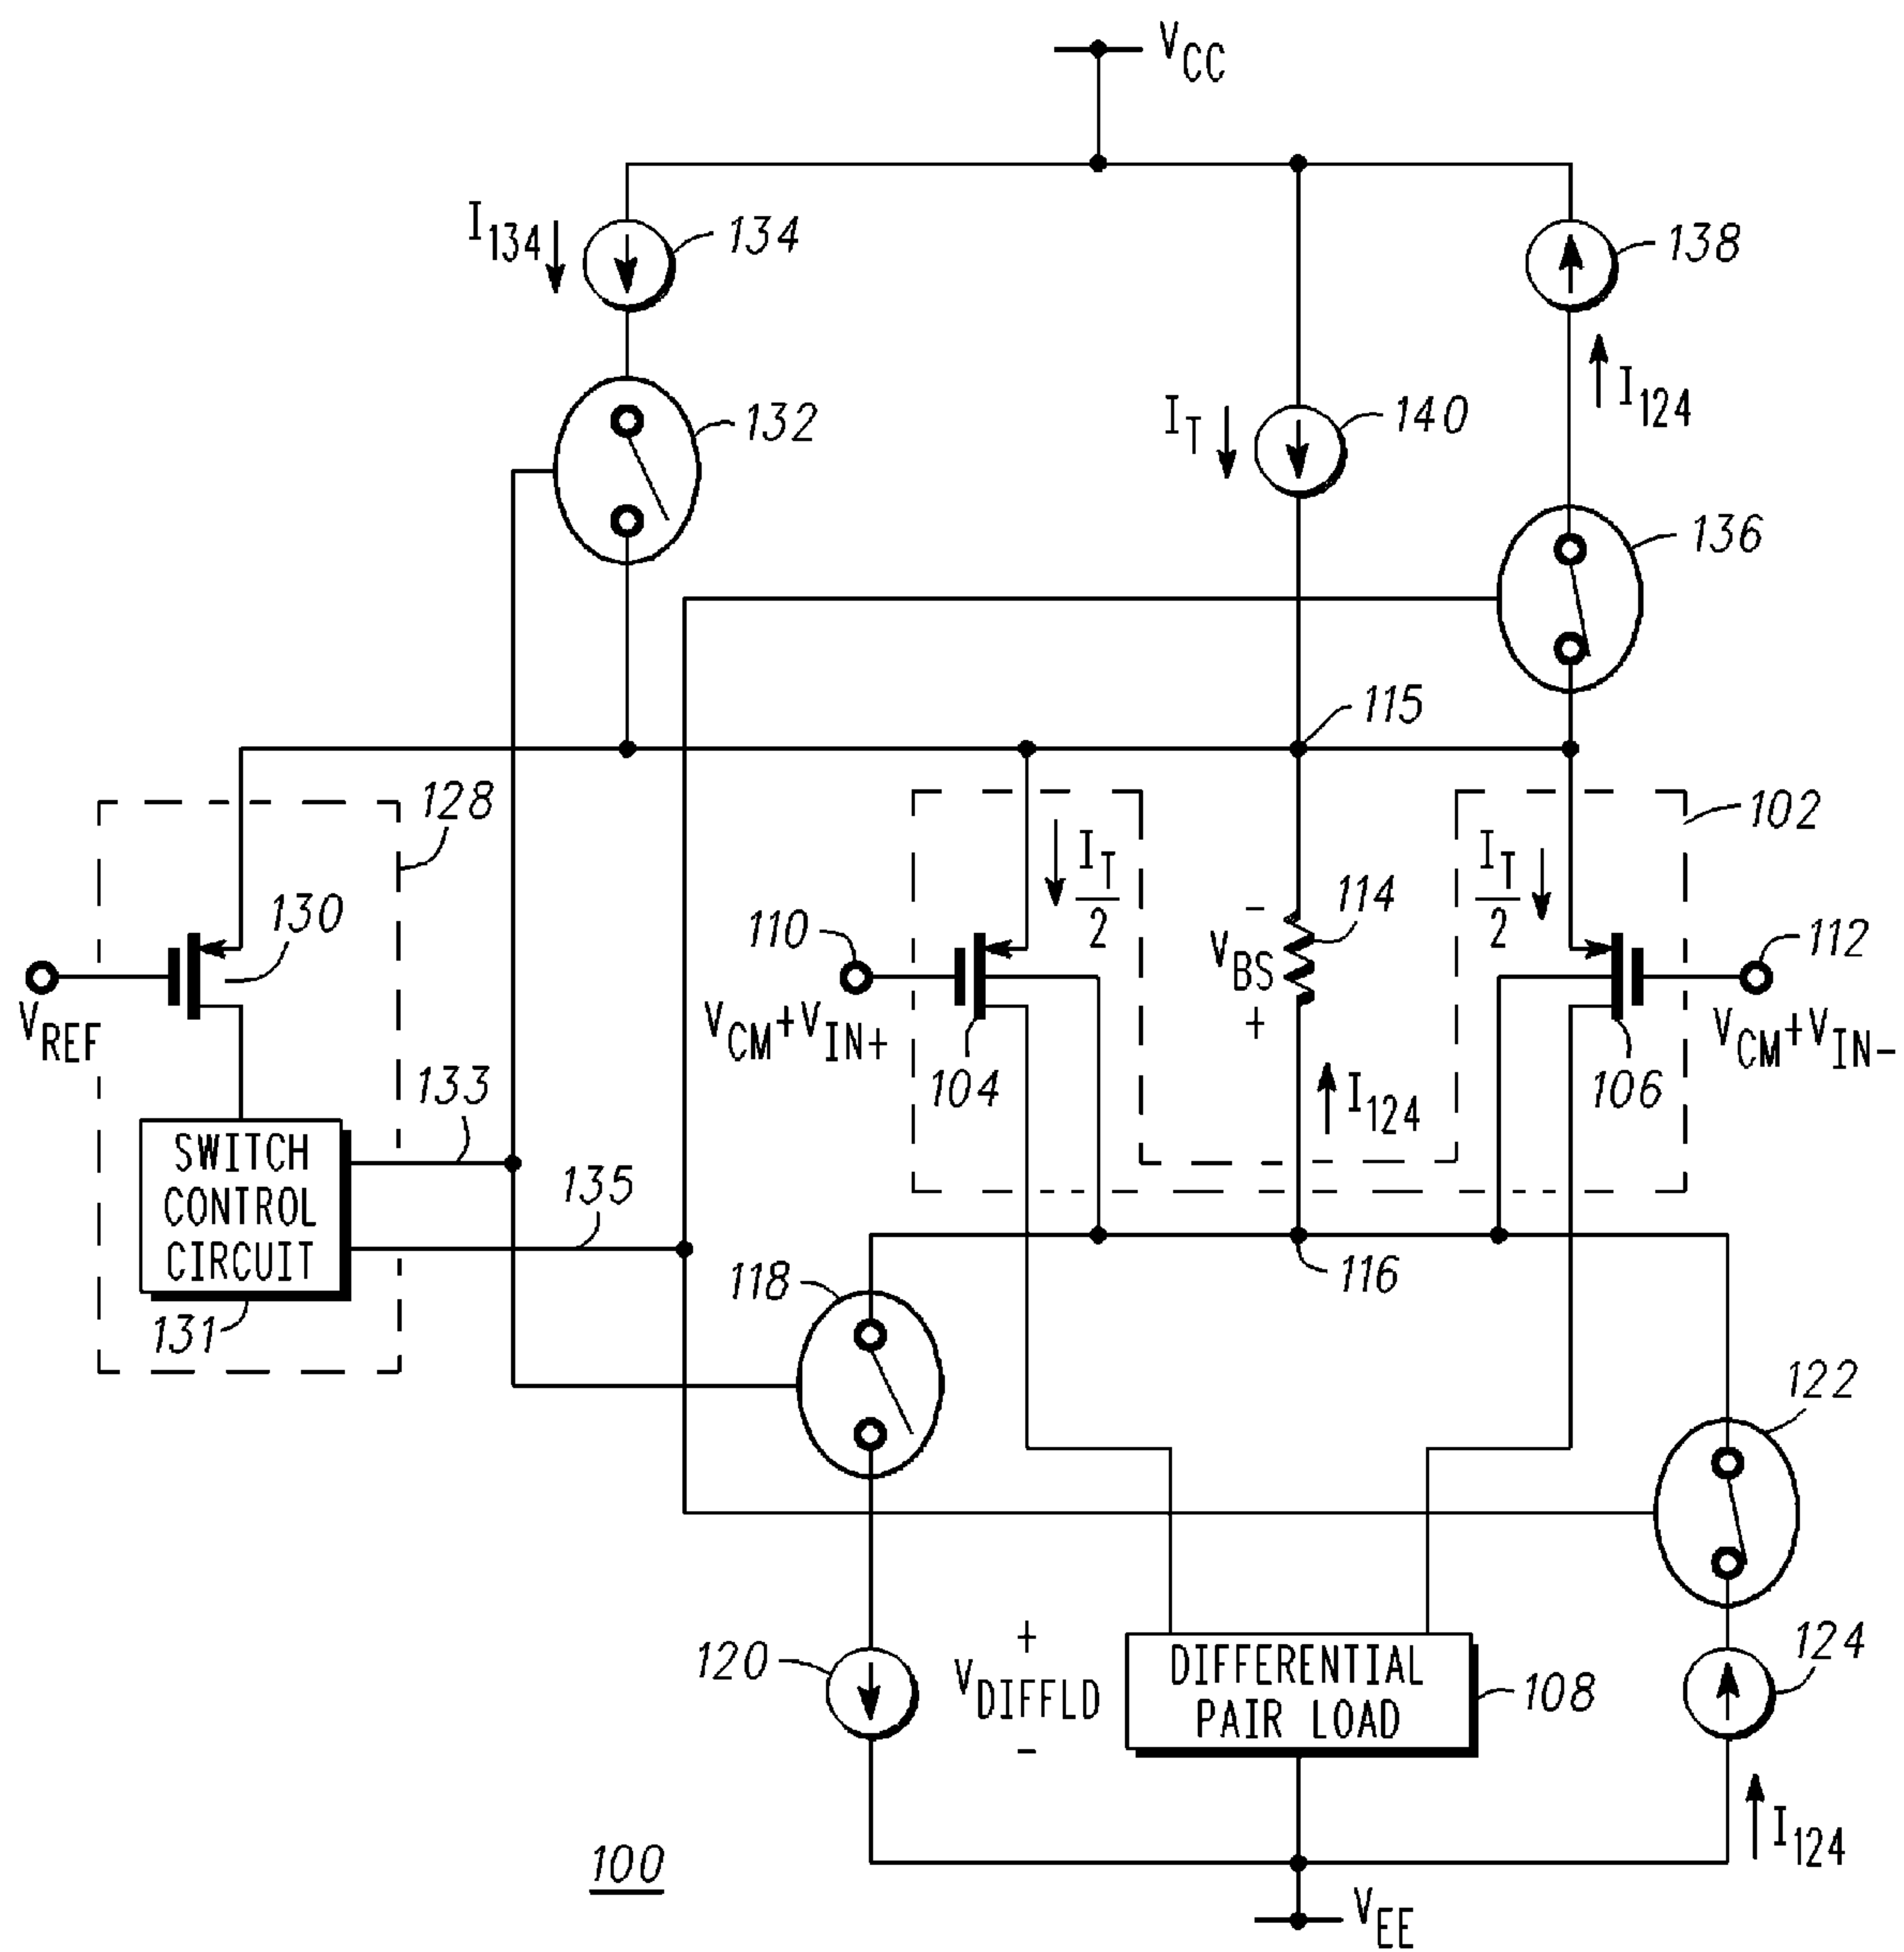 VCC
I134
134
138
132
IT
140
I124
136
115
128
102
IT/2
IT/2
130
110
VBS
-
+
114
112
VREF
VCM+VIN+
VCM+VIN-
104
106
133
I124
SWITCH
CONTROL
CIRCUIT
135
131
118
116
122
120
+
VDIFFLD
-
DIFFERENTIAL
PAIR LOAD
108
124
I124
100
VEE